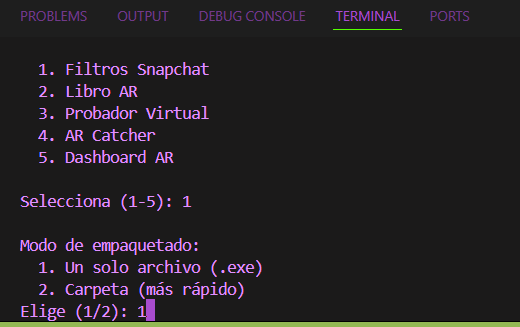 PROBLEMS OUTPUT DEBUG CONSOLE TERMINAL PORTS
1. Filtros Snapchat
2. Libro AR
3. Probador Virtual
4. AR Catcher
5. Dashboard AR
Selecciona (1-5): 1
Modo de empaquetado:
1. Un solo archivo (.exe)
2. Carpeta (más rápido)
Elige (1/2): 1